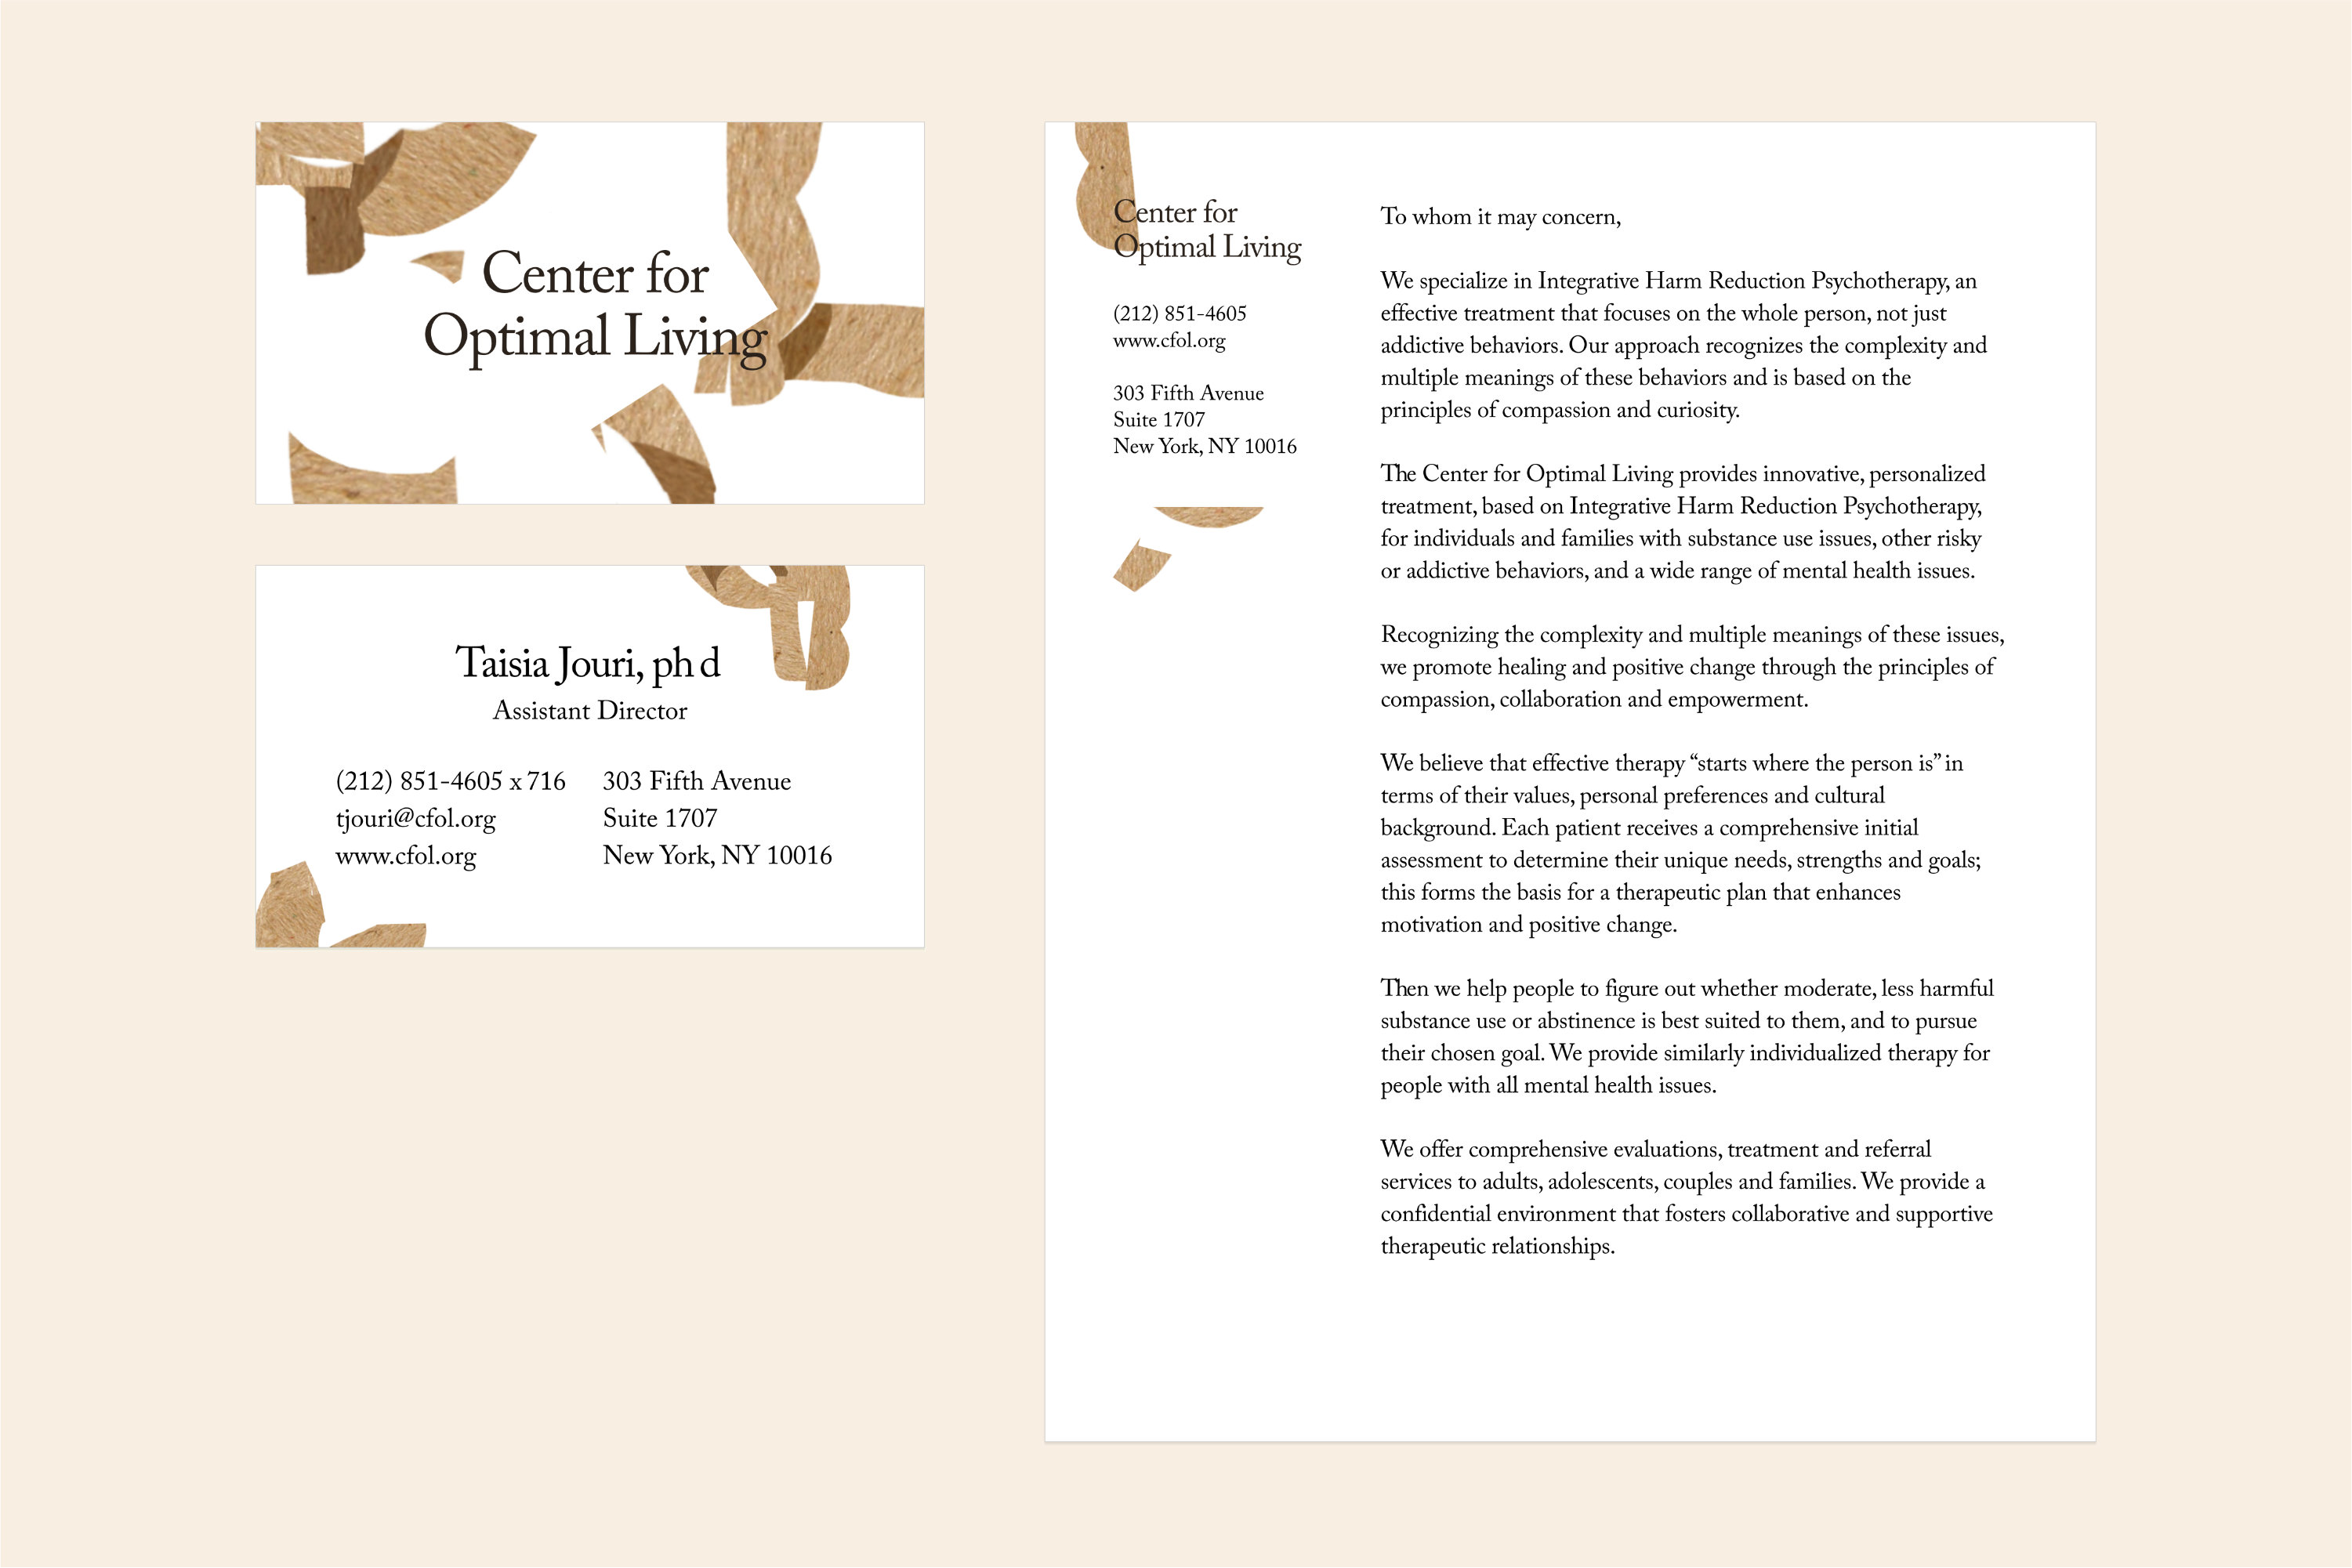 Center for
Optimal Living
Taisia Jouri, ph d
Assistant Director
(212) 851-4605 x 716
tjouri@cfol.org
www.cfol.org
303 Fifth Avenue
Suite 1707
New York, NY 10016
Center for
Optimal Living
(212) 851-4605
www.cfol.org
303 Fifth Avenue
Suite 1707
New York, NY 10016
To whom it may concern,
We specialize in Integrative Harm Reduction Psychotherapy, an
effective treatment that focuses on the whole person, not just
addictive behaviors. Our approach recognizes the complexity and
multiple meanings of these behaviors and is based on the
principles of compassion and curiosity.
The Center for Optimal Living provides innovative, personalized
treatment, based on Integrative Harm Reduction Psychotherapy,
for individuals and families with substance use issues, other risky
or addictive behaviors, and a wide range of mental health issues.
Recognizing the complexity and multiple meanings of these issues,
we promote healing and positive change through the principles of
compassion, collaboration and empowerment.
We believe that effective therapy “starts where the person is” in
terms of their values, personal preferences and cultural
background. Each patient receives a comprehensive initial
assessment to determine their unique needs, strengths and goals;
this forms the basis for a therapeutic plan that enhances
motivation and positive change.
Then we help people to figure out whether moderate, less harmful
substance use or abstinence is best suited to them, and to pursue
their chosen goal. We provide similarly individualized therapy for
people with all mental health issues.
We offer comprehensive evaluations, treatment and referral
services to adults, adolescents, couples and families. We provide a
confidential environment that fosters collaborative and supportive
therapeutic relationships.